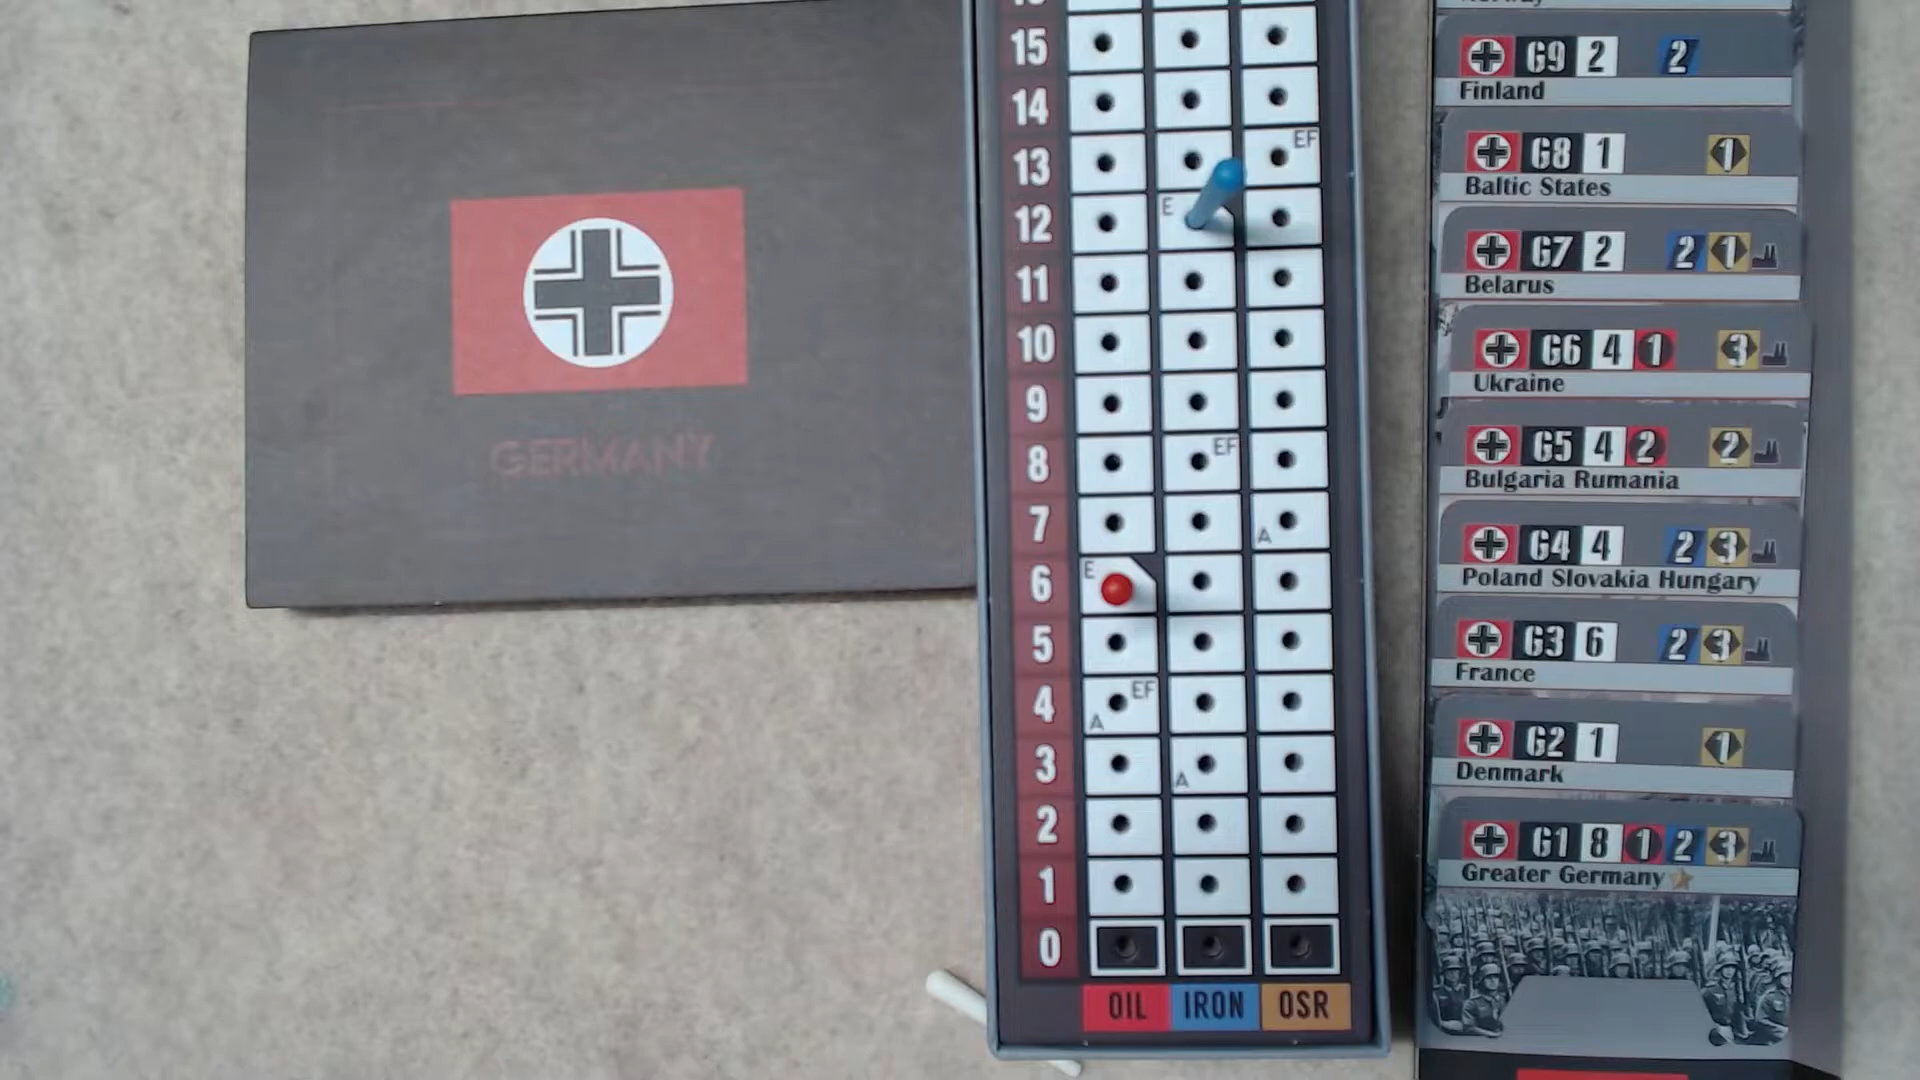 GERMANY
15
14
EF
13
E
12
11
10
9
EF
8
7
A
E
6
5
EF
4
A
3
A
2
1
0
OIL IRON OSR
G9 2 2
Finland
G8 1 1
Baltic States
G7 2 2 1
Belarus
G6 4 1 3
Ukraine
G5 4 2 2
Bulgaria Rumania
G4 4 2 3
Poland Slovakia Hungary
G3 6 2 3
France
G2 1 1
Denmark
G1 8 1 2 3
Greater Germany